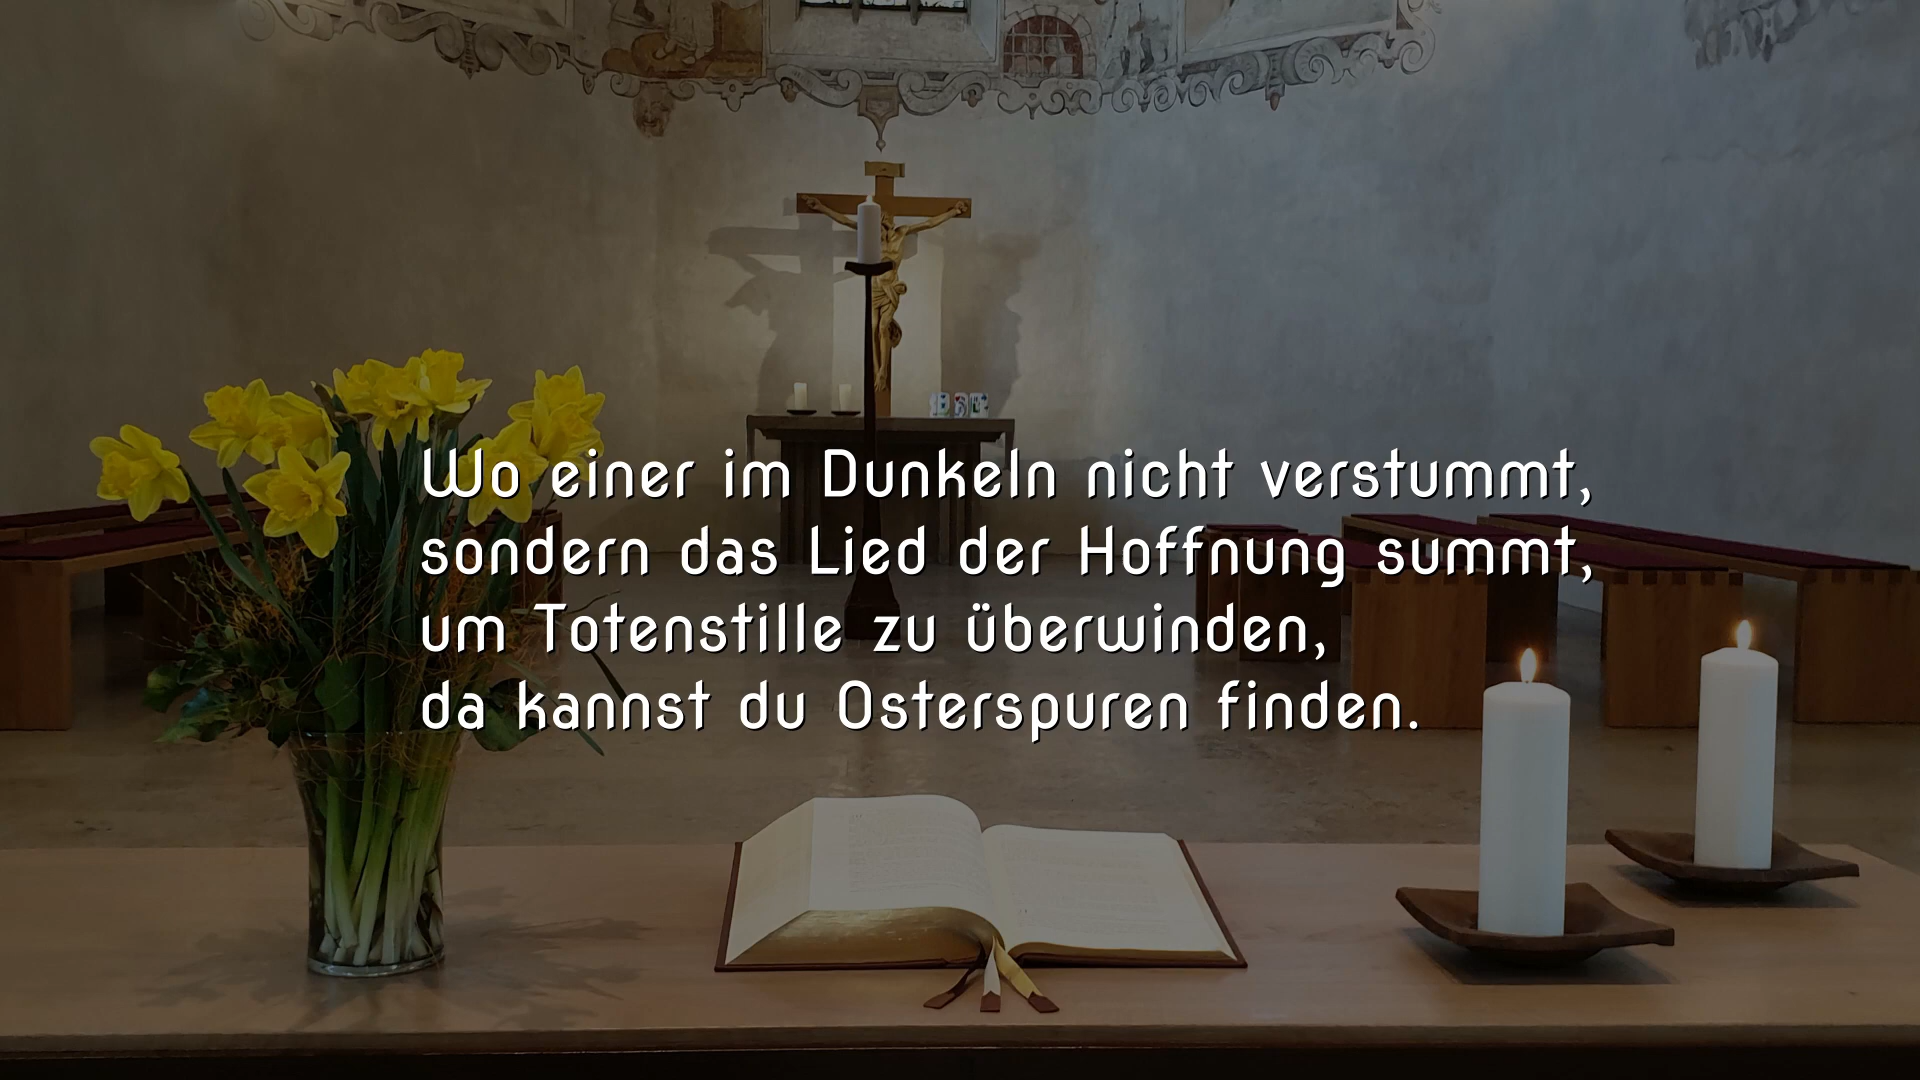 Wo einer im Dunkeln nicht verstummt,
sondern das Lied der Hoffnung summt,
um Totenstille zu überwinden,
da kannst du Osterspuren finden.